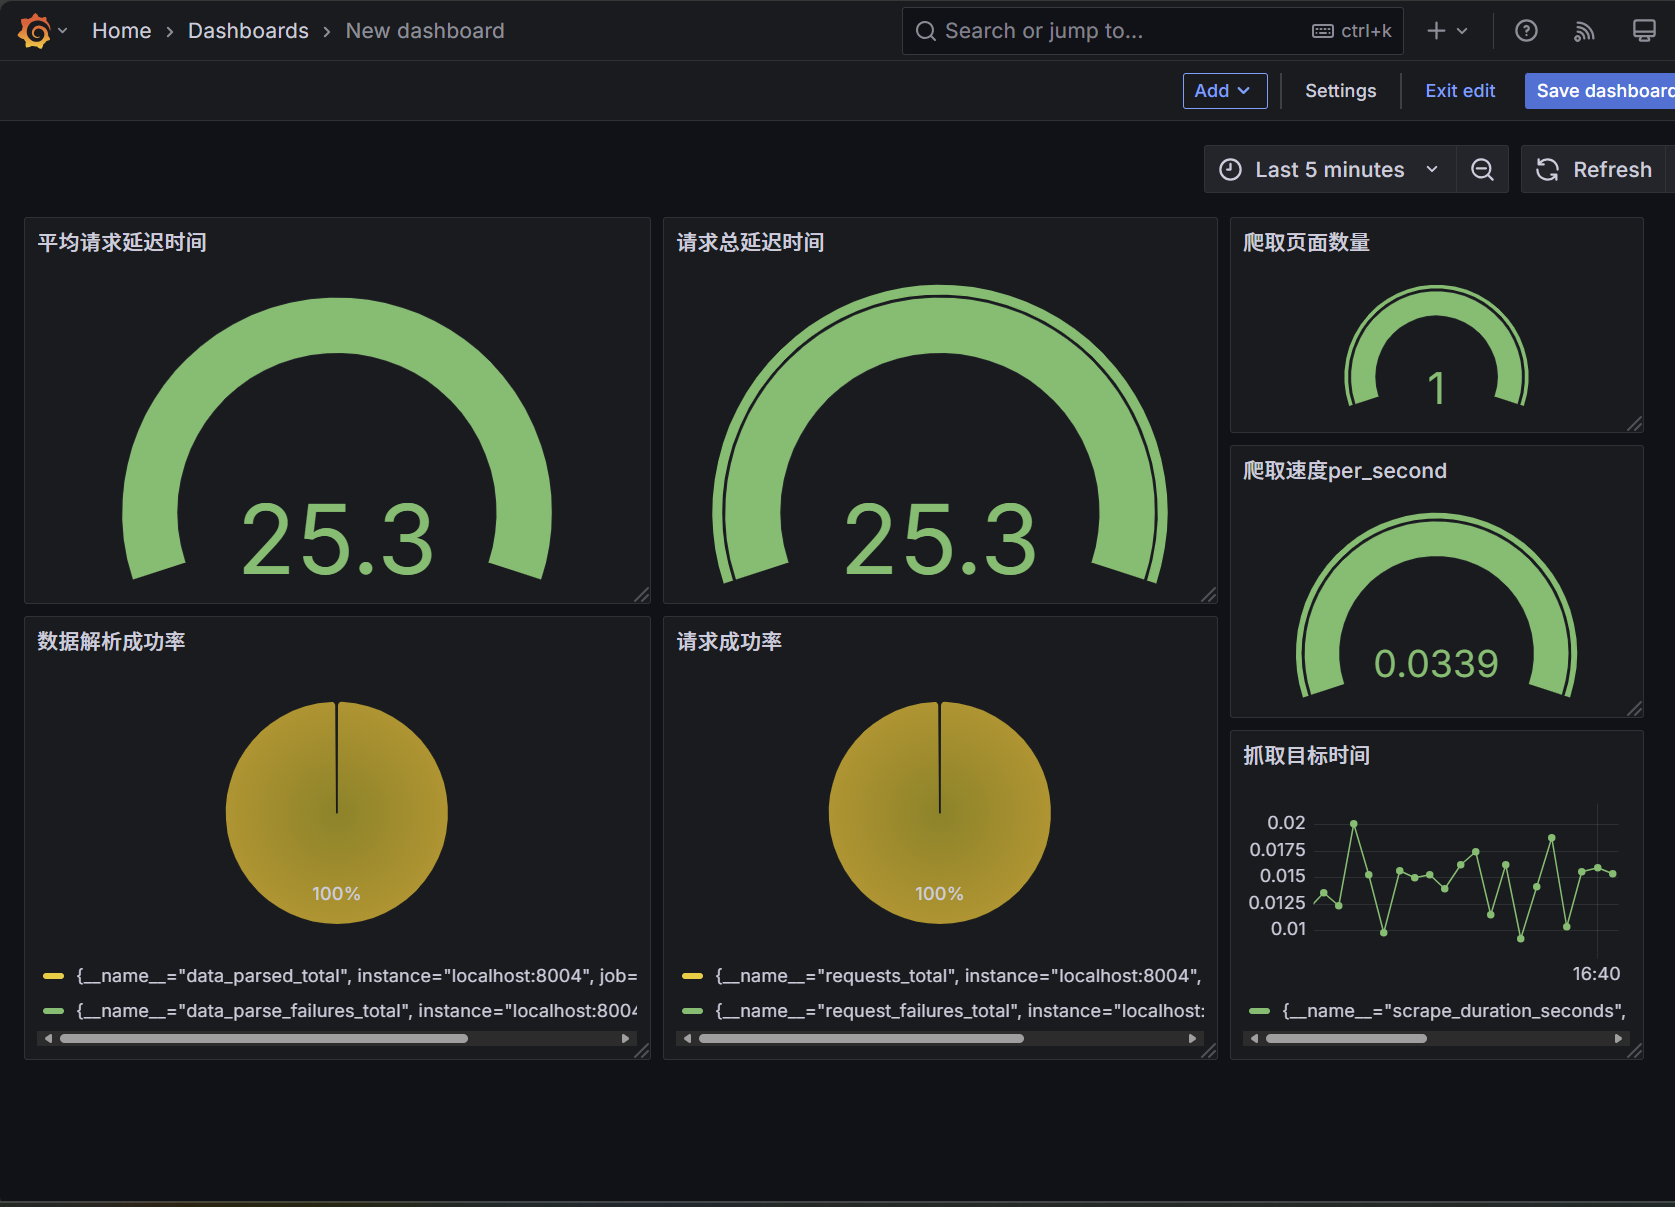 Home › Dashboards › New dashboard
Search or jump to... ctrl+k
Add Settings Exit edit Save dashboard
Last 5 minutes Refresh
平均请求延迟时间
25.3
请求总延迟时间
25.3
爬取页面数量
1
爬取速度per_second
0.0339
数据解析成功率
100%
{__name__="data_parsed_total", instance="localhost:8004", job=
{__name__="data_parse_failures_total", instance="localhost:8004
请求成功率
100%
{__name__="requests_total", instance="localhost:8004",
{__name__="request_failures_total", instance="localhost:
抓取目标时间
0.02
0.0175
0.015
0.0125
0.01
16:40
{__name__="scrape_duration_seconds",